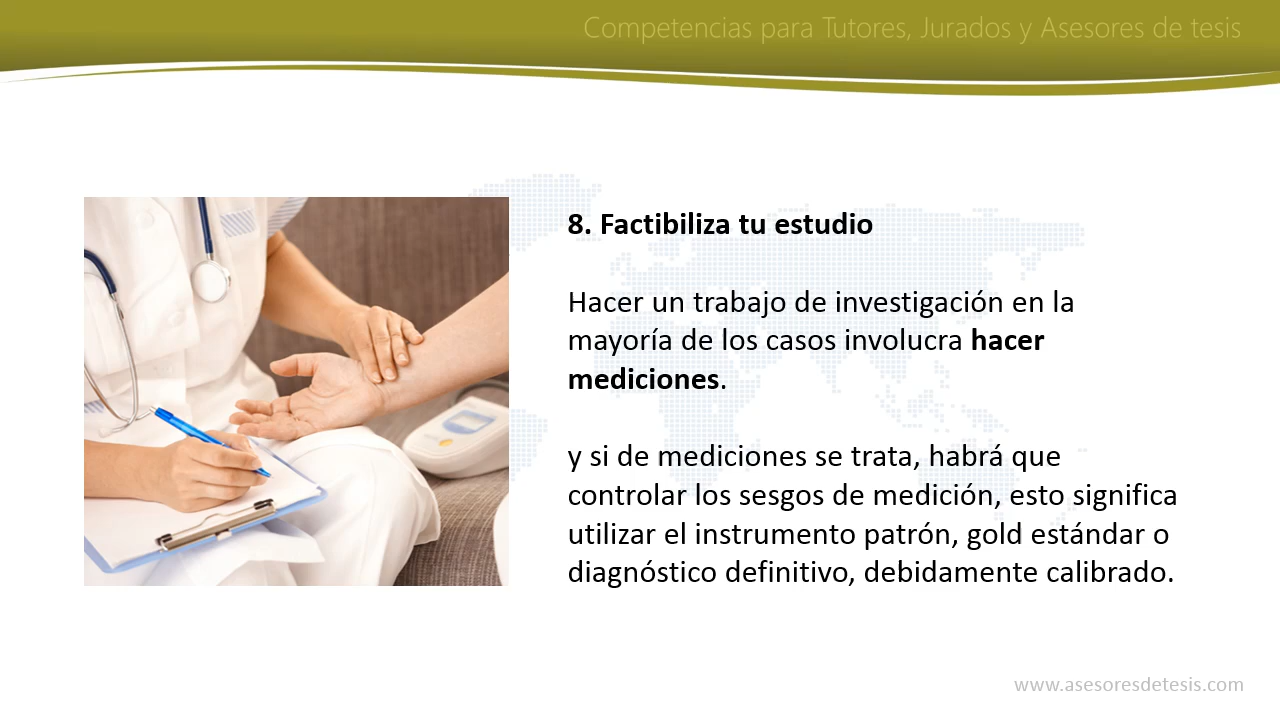 Competencias para Tutores, Jurados y Asesores de tesis
8. Factibiliza tu estudio
Hacer un trabajo de investigación en la
mayoría de los casos involucra hacer
mediciones.
y si de mediciones se trata, habrá que
controlar los sesgos de medición, esto significa
utilizar el instrumento patrón, gold estándar o
diagnóstico definitivo, debidamente calibrado.
www.asesoresdetesis.com